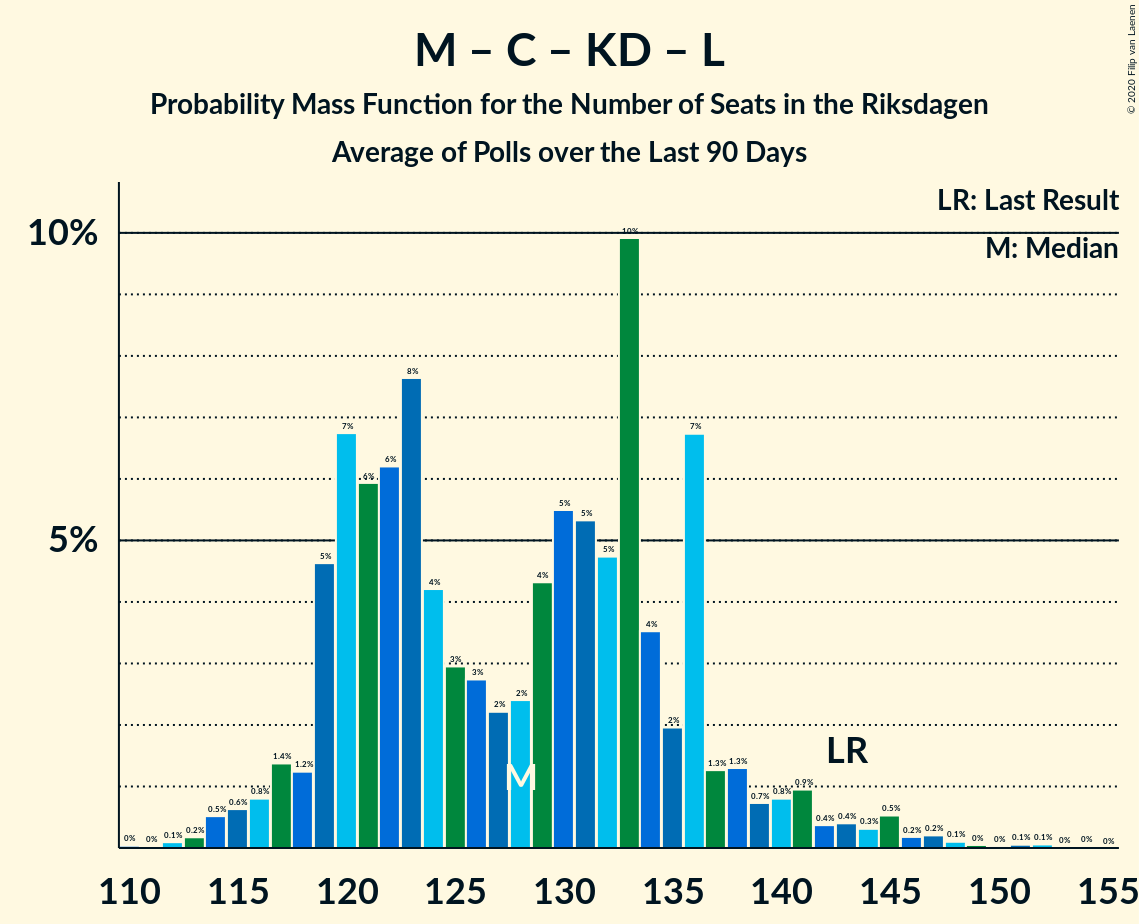 M – C – KD – L
Probability Mass Function for the Number of Seats in the Riksdagen
Average of Polls over the Last 90 Days
© 2020 Filip van Laenen
LR: Last Result
M: Median
10%
5%
0% 0% 0.1% 0.2% 0.5% 0.6% 0.8% 1.4% 1.2% 5% 7% 6% 6% 8% 4% 3% 3% 2% 2% 4% 5% 5% 5% 10% 4% 2% 7% 1.3% 1.3% 0.7% 0.8% 0.9% 0.4% 0.4% 0.3% 0.5% 0.2% 0.2% 0.1% 0% 0% 0.1% 0.1% 0% 0% 0%
M
LR
110 115 120 125 130 135 140 145 150 155